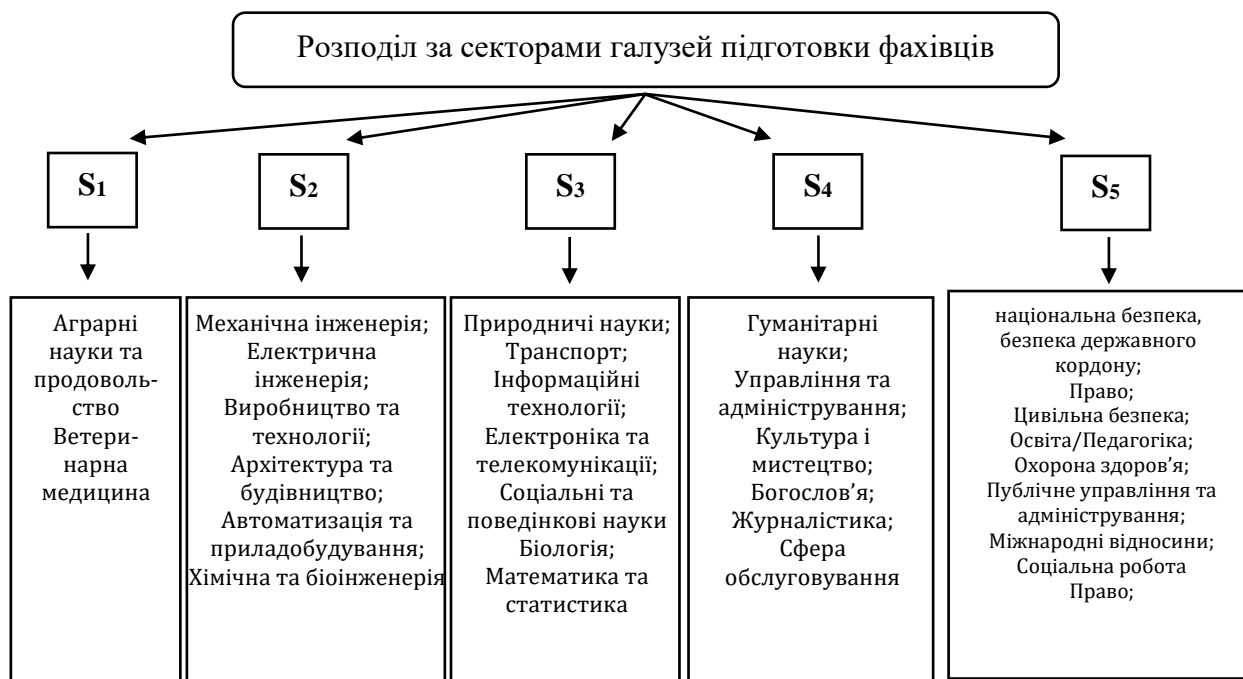 Розподіл за секторами галузей підготовки фахівців
S1
S2
S3
S4
S5
Аграрні
науки та
продоволь-
ство
Ветери-
нарна
медицина
Механічна інженерія;
Електрична
інженерія;
Виробництво та
технології;
Архітектура та
будівництво;
Автоматизація та
приладобудування;
Хімічна та біоінженерія
Природничі науки;
Транспорт;
Інформаційні
технології;
Електроніка та
телекомунікації;
Соціальні та
поведінкові науки
Біологія;
Математика та
статистика
Гуманітарні
науки;
Управління та
адміністрування;
Культура і
мистецтво;
Богослов’я;
Журналістика;
Сфера
обслуговування
національна безпека,
безпека державного
кордону;
Право;
Цивільна безпека;
Освіта/Педагогіка;
Охорона здоров’я;
Публічне управління та
адміністрування;
Міжнародні відносини;
Соціальна робота
Право;